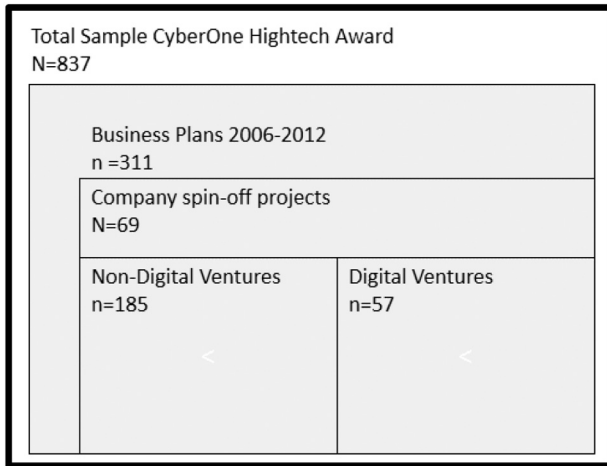 Total Sample CyberOne Hightech Award
N=837
Business Plans 2006-2012
n =311
Company spin-off projects
N=69
Non-Digital Ventures
n=185
<
Digital Ventures
n=57
<